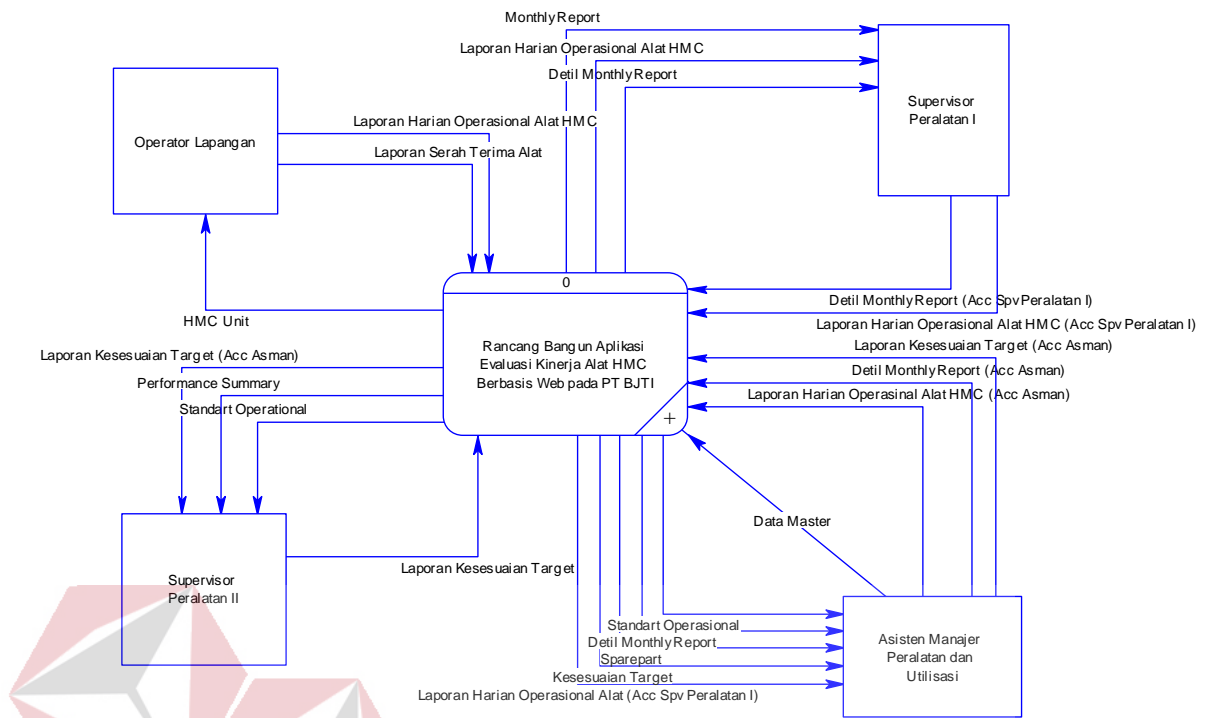 Monthly Report
Laporan Harian Operasional Alat HMC
Detil Monthly Report
Supervisor
Peralatan I
Operator Lapangan
Laporan Harian Operasional Alat HMC
Laporan Serah Terima Alat
0
HMC Unit
Detil Monthly Report (Acc Spv Peralatan I)
Laporan Harian Operasional Alat HMC (Acc Spv Peralatan I)
Rancang Bangun Aplikasi
Evaluasi Kinerja Alat HMC
Berbasis Web pada PT BJTI
+
Laporan Kesesuaian Target (Acc Asman)
Performance Summary
Standart Operational
Laporan Kesesuaian Target (Acc Asman)
Detil Monthly Report (Acc Asman)
Laporan Harian Operasinal Alat HMC (Acc Asman)
Data Master
Supervisor
Peralatan II
Laporan Kesesuaian Target
Standart Operasional
Detil Monthly Report
Sparepart
Kesesuaian Target
Laporan Harian Operasional Alat (Acc Spv Peralatan I)
Asisten Manajer
Peralatan dan
Utilisasi